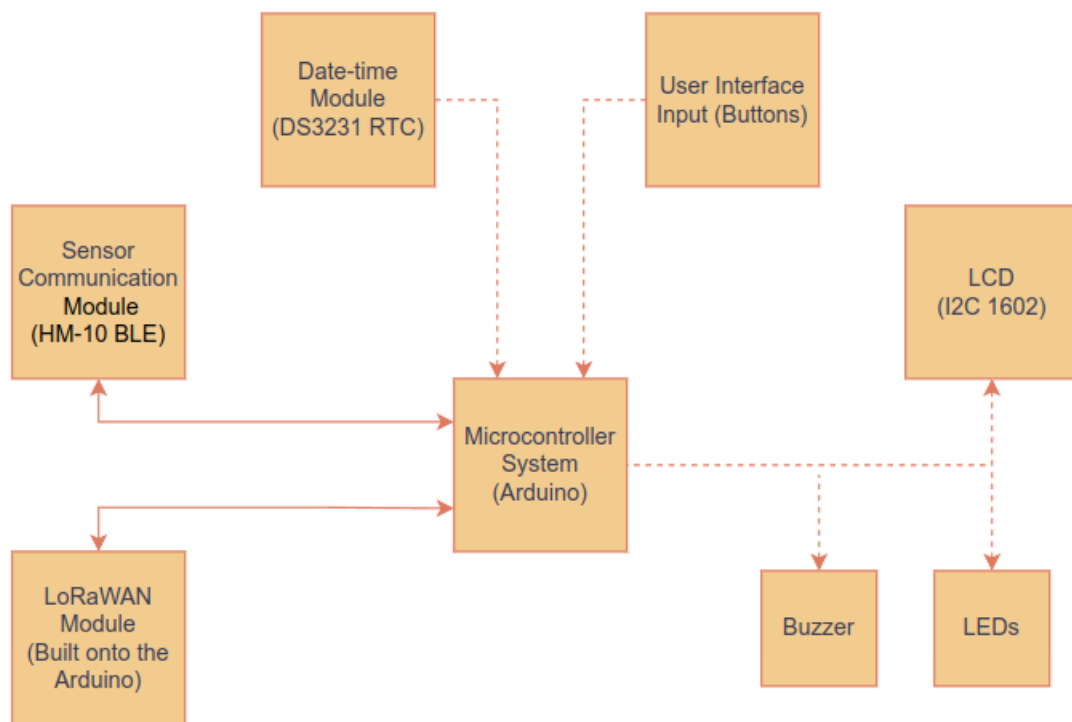 Date-time
Module
(DS3231 RTC)
User Interface
Input (Buttons)
Sensor
Communication
Module
(HM-10 BLE)
LCD
(I2C 1602)
Microcontroller
System
(Arduino)
LoRaWAN
Module
(Built onto the
Arduino)
Buzzer
LEDs